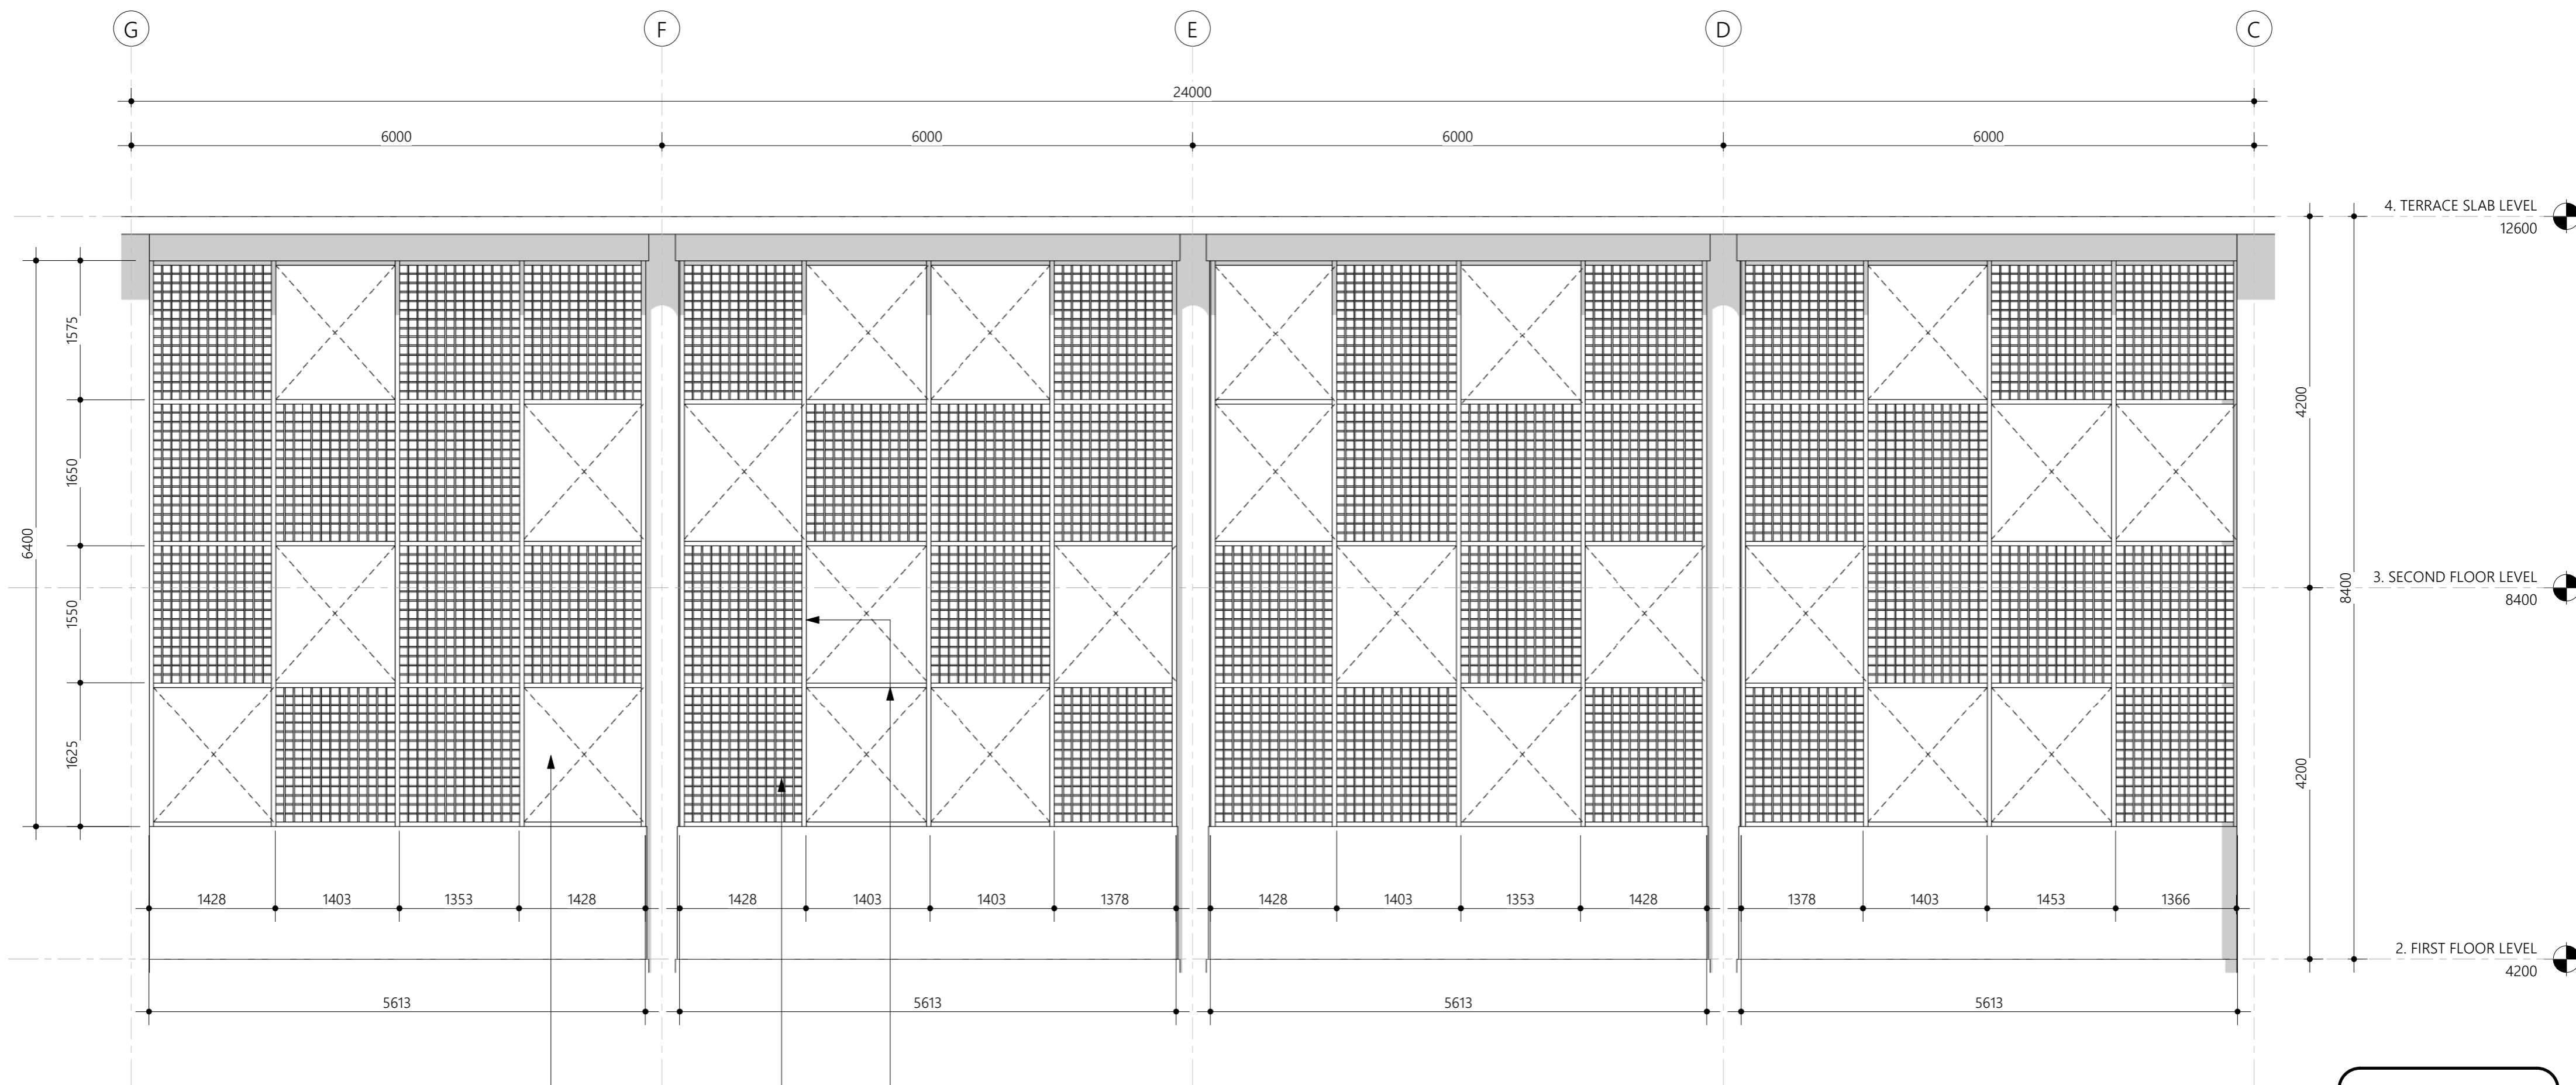 G F E D C
24000
6000 6000 6000 6000
4. TERRACE SLAB LEVEL
12600
1575
4200
1650
6400
3. SECOND FLOOR LEVEL
8400
8400
1550
1625
4200
1428 1403 1353 1428 1428 1403 1403 1378 1428 1403 1353 1428 1378 1403 1453 1366
2. FIRST FLOOR LEVEL
4200
5613 5613 5613 5613